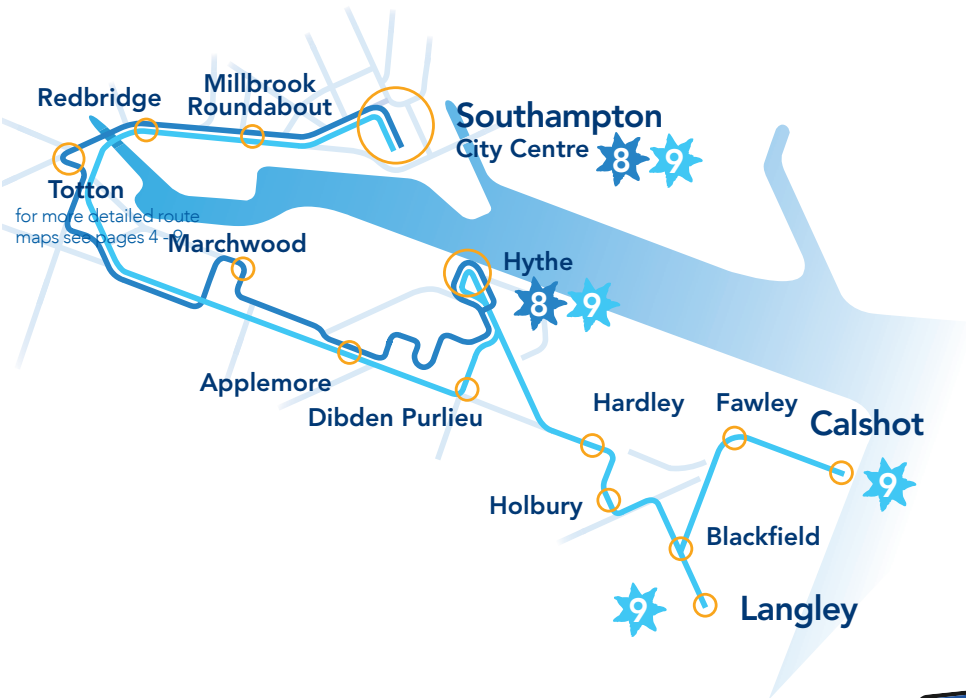 Redbridge
Millbrook
Roundabout
Southampton
City Centre 8 9
Totton
for more detailed route
maps see pages 4 - 9
Marchwood
Hythe
8 9
Applemore
Dibden Purlieu
Hardley
Fawley
Calshot
9
Holbury
Blackfield
9
Langley